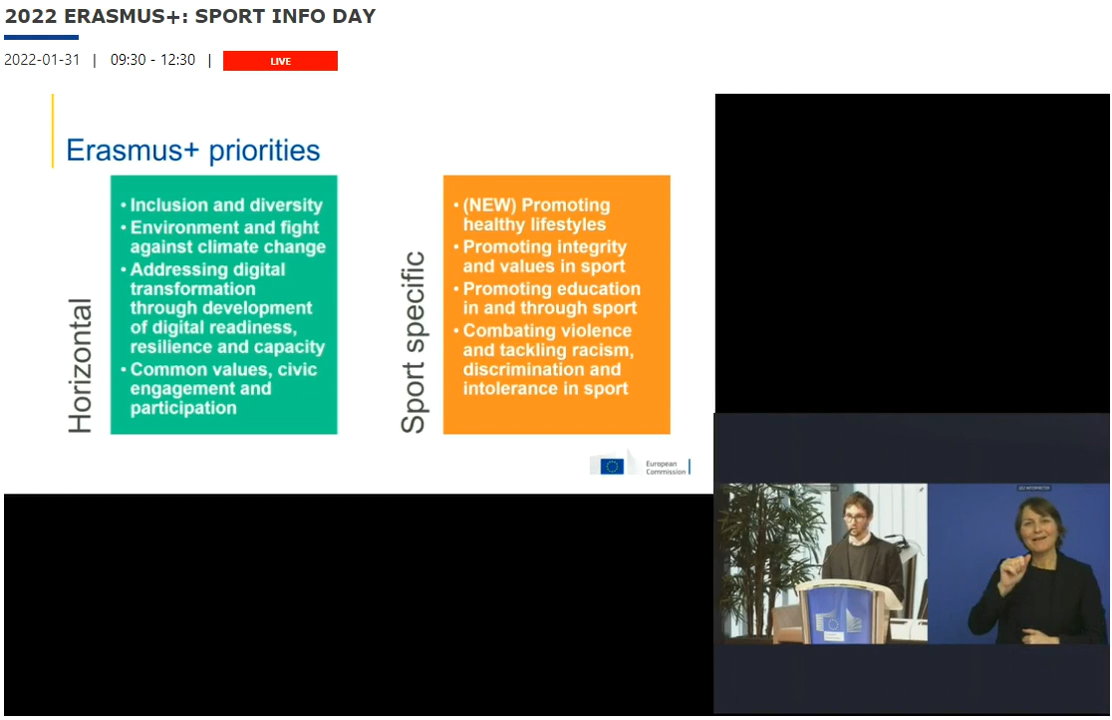 2022 ERASMUS+: SPORT INFO DAY
2022-01-31 | 09:30 - 12:30 | LIVE
Erasmus+ priorities
Horizontal
• Inclusion and diversity
• Environment and fight
against climate change
• Addressing digital
transformation
through development
of digital readiness,
resilience and capacity
• Common values, civic
engagement and
participation
Sport specific
• (NEW) Promoting
healthy lifestyles
• Promoting integrity
and values in sport
• Promoting education
in and through sport
• Combating violence
and tackling racism,
discrimination and
intolerance in sport
European
Commission